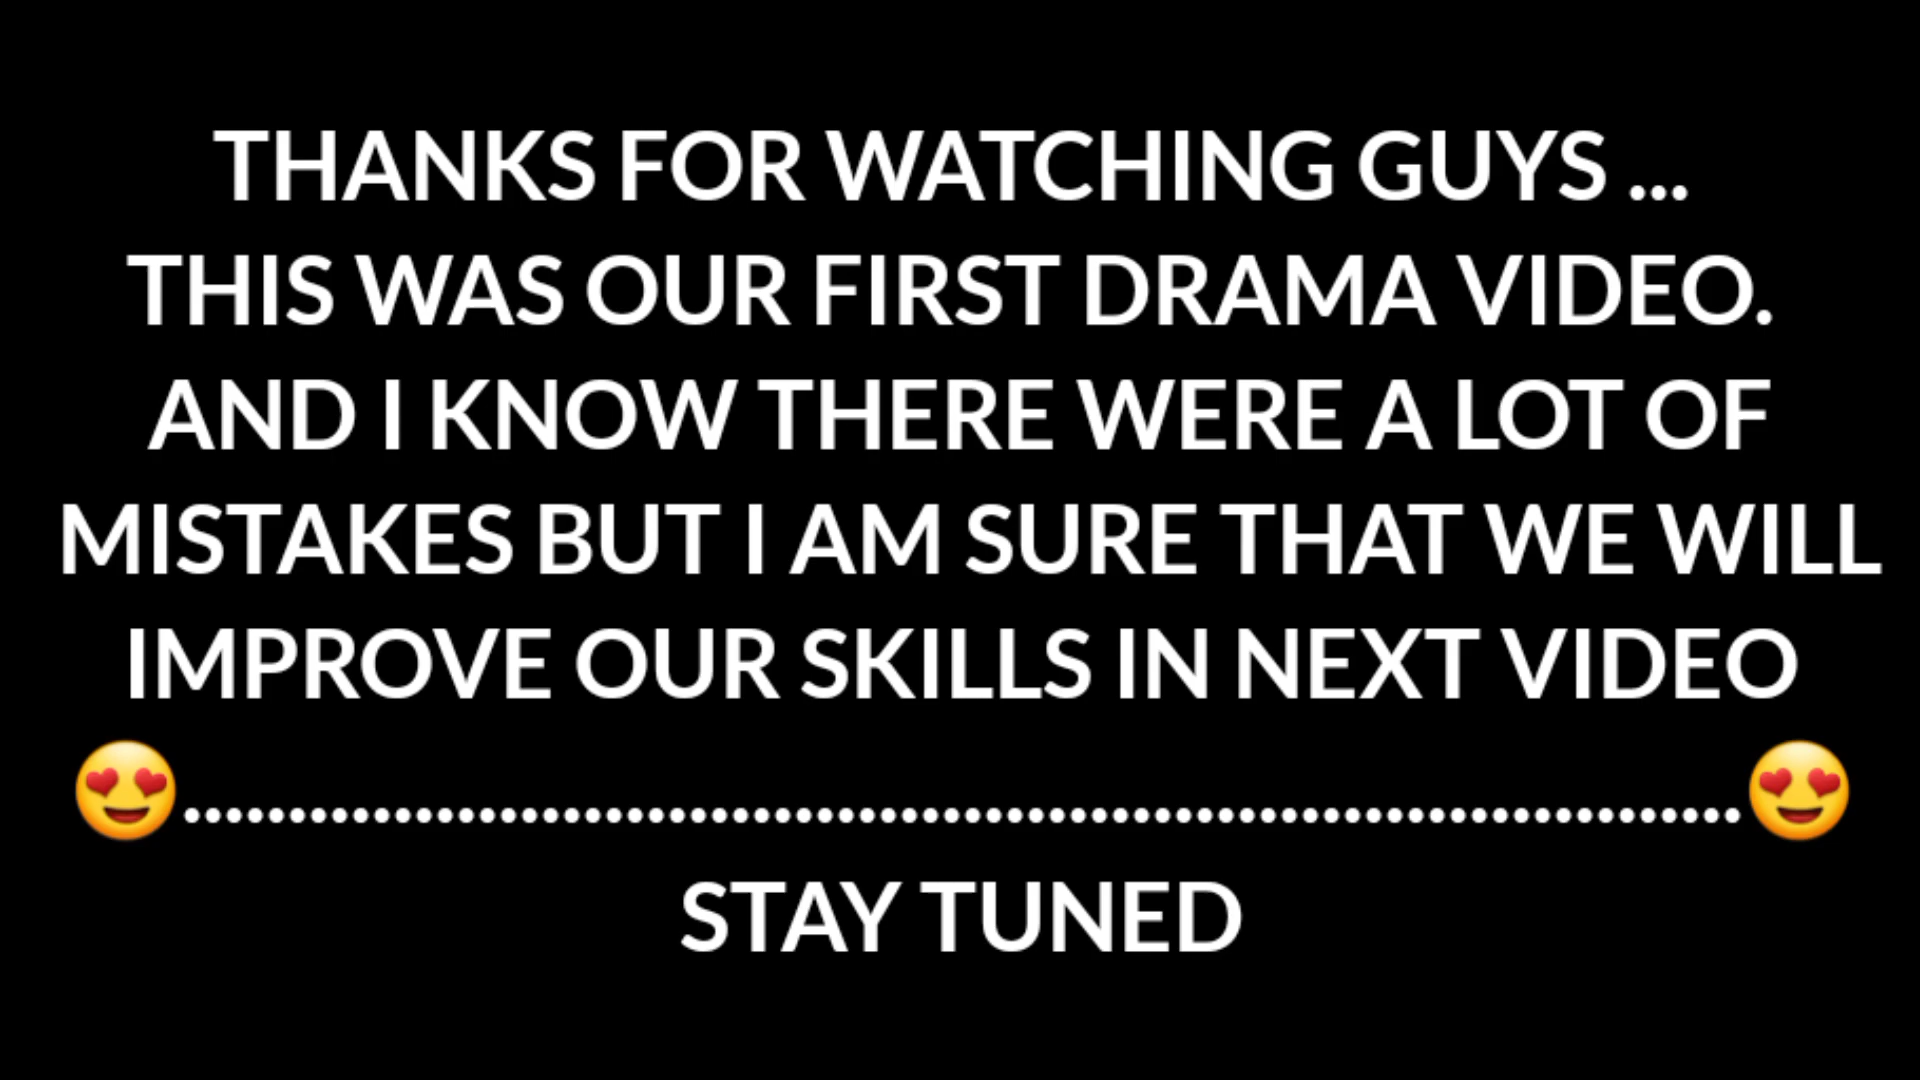 THANKS FOR WATCHING GUYS ...
THIS WAS OUR FIRST DRAMA VIDEO.
AND I KNOW THERE WERE A LOT OF
MISTAKES BUT I AM SURE THAT WE WILL
IMPROVE OUR SKILLS IN NEXT VIDEO
😍..........................................................................😍
STAY TUNED